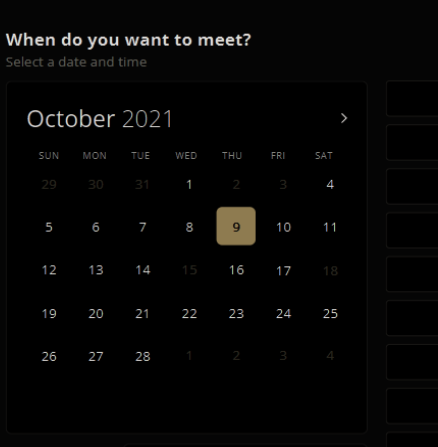 When do you want to meet?
Select a date and time
October 2021 >
SUN MON TUE WED THU FRI SAT
29 30 31 1 2 3 4
5 6 7 8 9 10 11
12 13 14 15 16 17 18
19 20 21 22 23 24 25
26 27 28 1 2 3 4